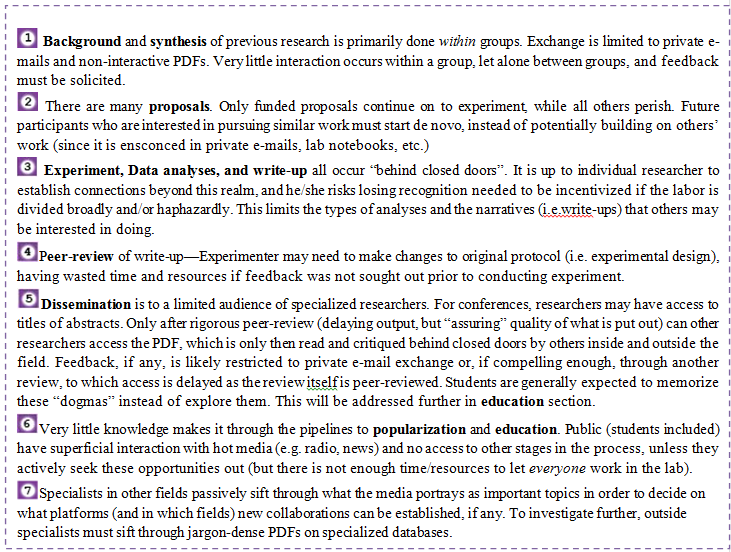 1 Background and synthesis of previous research is primarily done within groups. Exchange is limited to private e-
mails and non-interactive PDFs. Very little interaction occurs within a group, let alone between groups, and feedback
must be solicited.
2 There are many proposals. Only funded proposals continue on to experiment, while all others perish. Future
participants who are interested in pursuing similar work must start de novo, instead of potentially building on others’
work (since it is ensconced in private e-mails, lab notebooks, etc.)
3 Experiment, Data analyses, and write-up all occur “behind closed doors”. It is up to individual researcher to
establish connections beyond this realm, and he/she risks losing recognition needed to be incentivized if the labor is
divided broadly and/or haphazardly. This limits the types of analyses and the narratives (i.e.write-ups) that others may
be interested in doing.
4 Peer-review of write-up—Experimenter may need to make changes to original protocol (i.e. experimental design),
having wasted time and resources if feedback was not sought out prior to conducting experiment.
5 Dissemination is to a limited audience of specialized researchers. For conferences, researchers may have access to
titles of abstracts. Only after rigorous peer-review (delaying output, but “assuring” quality of what is put out) can other
researchers access the PDF, which is only then read and critiqued behind closed doors by others inside and outside the
field. Feedback, if any, is likely restricted to private e-mail exchange or, if compelling enough, through another
review, to which access is delayed as the review itself is peer-reviewed. Students are generally expected to memorize
these “dogmas” instead of explore them. This will be addressed further in education section.
6 Very little knowledge makes it through the pipelines to popularization and education. Public (students included)
have superficial interaction with hot media (e.g. radio, news) and no access to other stages in the process, unless they
actively seek these opportunities out (but there is not enough time/resources to let everyone work in the lab).
7 Specialists in other fields passively sift through what the media portrays as important topics in order to decide on
what platforms (and in which fields) new collaborations can be established, if any. To investigate further, outside
specialists must sift through jargon-dense PDFs on specialized databases.